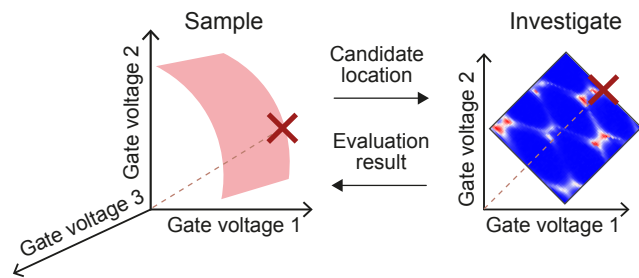 Sample
Investigate
Gate voltage 2
Gate voltage 3
Gate voltage 1
Candidate
location
Evaluation
result
Gate voltage 2
Gate voltage 1